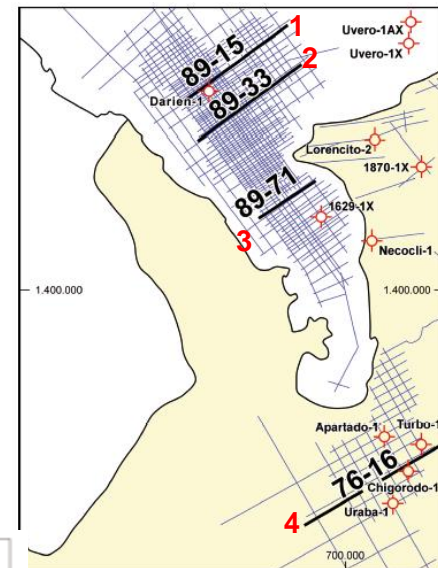 1
Uvero-1AX
Uvero-1X
2
89-15
Darien-1
89-33
Lorencito-2
1870-1X
89-71
1629-1X
3
Necocli-1
1.400.000
1.400.000
Apartado-1
Turbo-1
76-16
Chigorodo-1
Uraba-1
4
700.000